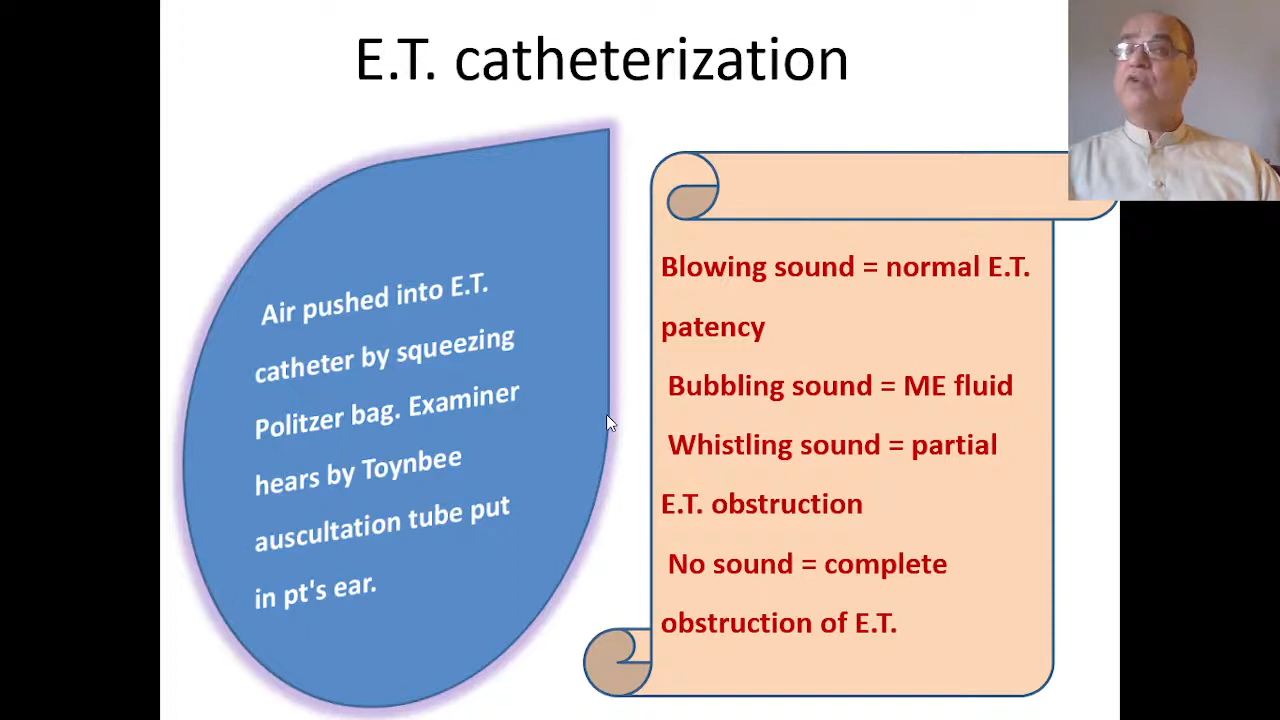 E.T. catheterization
Air pushed into E.T.
catheter by squeezing
Politzer bag. Examiner
hears by Toynbee
auscultation tube put
in pt's ear.
Blowing sound = normal E.T.
patency
Bubbling sound = ME fluid
Whistling sound = partial
E.T. obstruction
No sound = complete
obstruction of E.T.